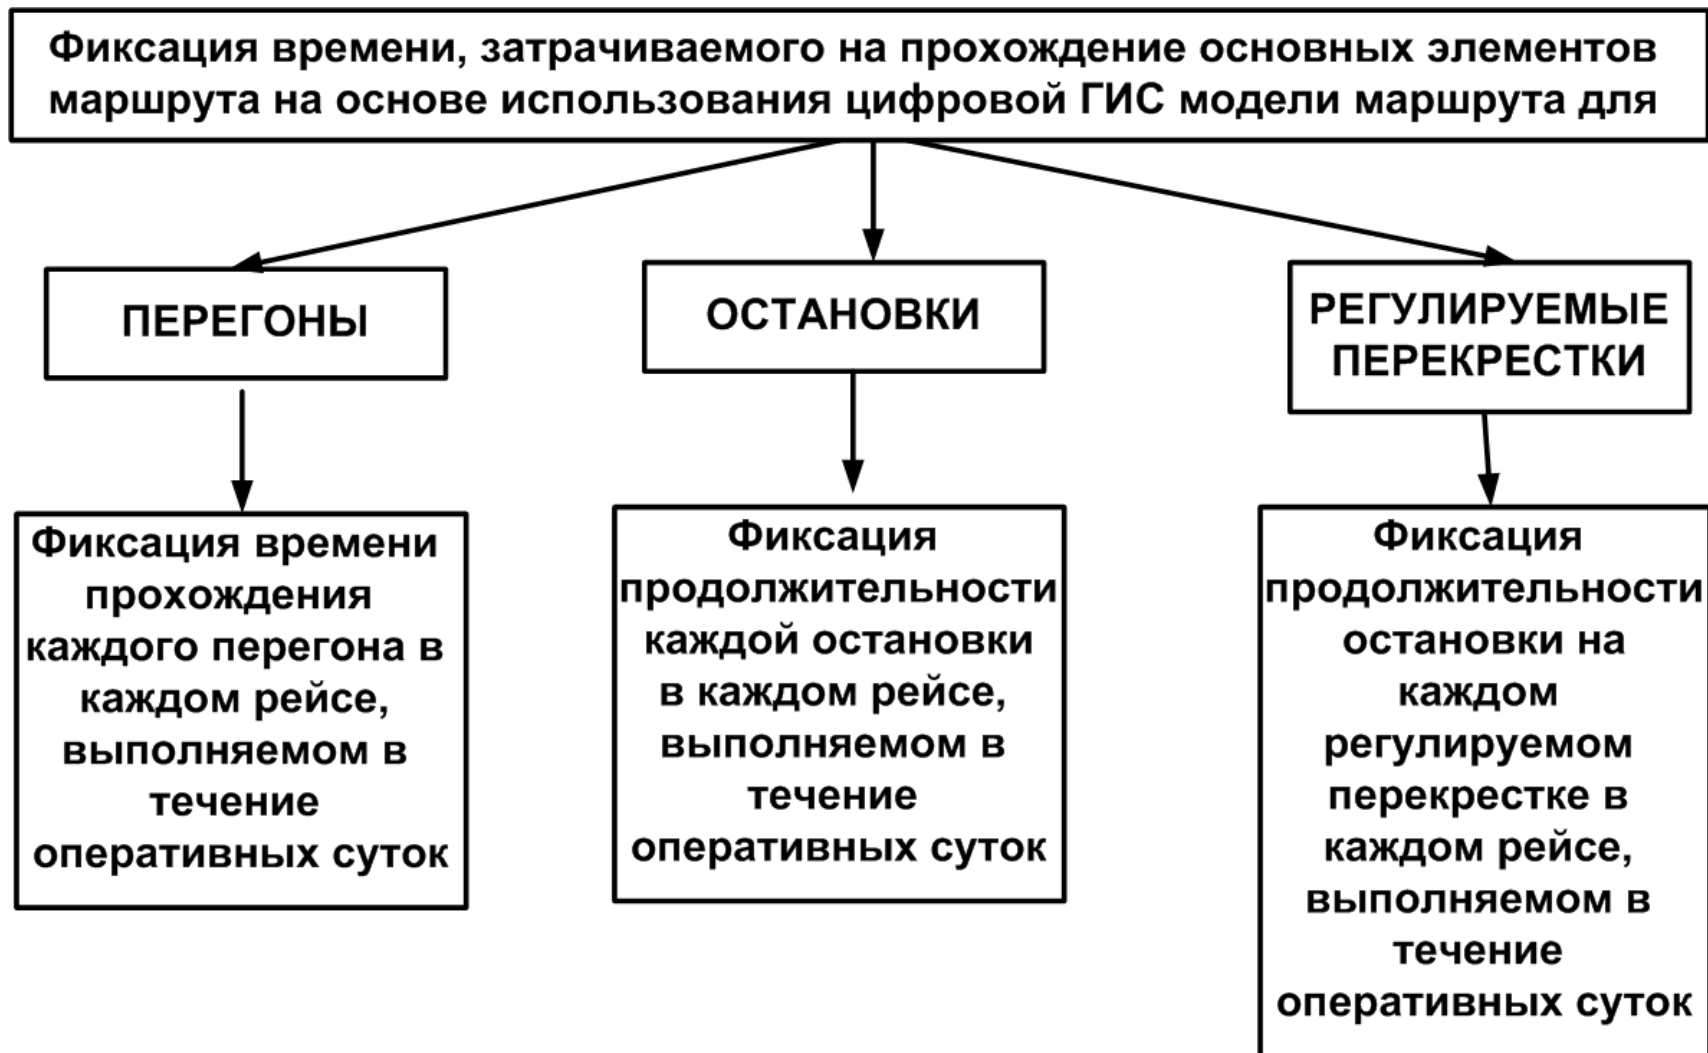 Фиксация времени, затрачиваемого на прохождение основных элементов
маршрута на основе использования цифровой ГИС модели маршрута для
ПЕРЕГОНЫ
ОСТАНОВКИ
РЕГУЛИРУЕМЫЕ
ПЕРЕКРЕСТКИ
Фиксация времени
прохождения
каждого перегона в
каждом рейсе,
выполняемом в
течение
оперативных суток
Фиксация
продолжительности
каждой остановки
в каждом рейсе,
выполняемом в
течение
оперативных суток
Фиксация
продолжительности
остановки на
каждом
регулируемом
перекрестке в
каждом рейсе,
выполняемом в
течение
оперативных суток